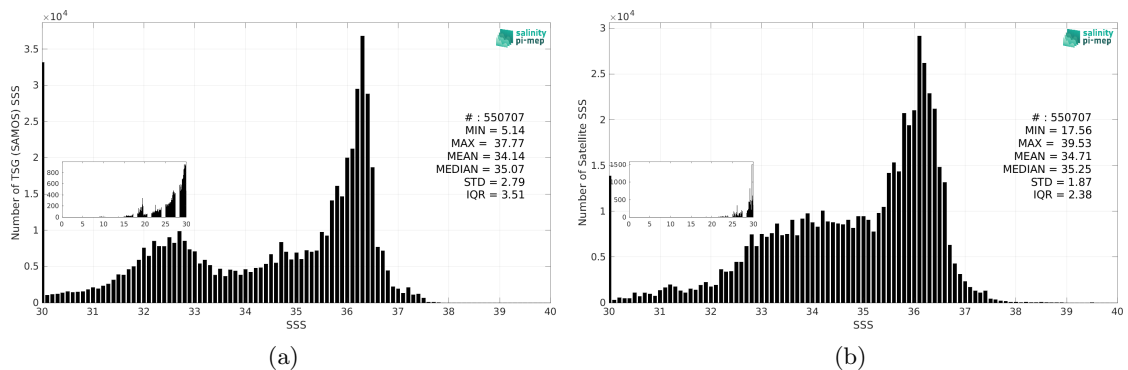 ×10⁴
3.5
3
2.5
2
1.5
1
0.5
0
30 31 32 33 34 35 36 37 38 39 40
SSS
Number of TSG (SAMOS) SSS
salinity
pi-mep
# : 550707
MIN = 5.14
MAX = 37.77
MEAN = 34.14
MEDIAN = 35.07
STD = 2.79
IQR = 3.51
800
600
400
200
0
0 5 10 15 20 25 30
(a)
×10⁴
3
2.5
2
1.5
1
0.5
0
30 31 32 33 34 35 36 37 38 39 40
SSS
Number of Satellite SSS
salinity
pi-mep
# : 550707
MIN = 17.56
MAX = 39.53
MEAN = 34.71
MEDIAN = 35.25
STD = 1.87
IQR = 2.38
1500
1000
500
0
0 5 10 15 20 25 30
(b)